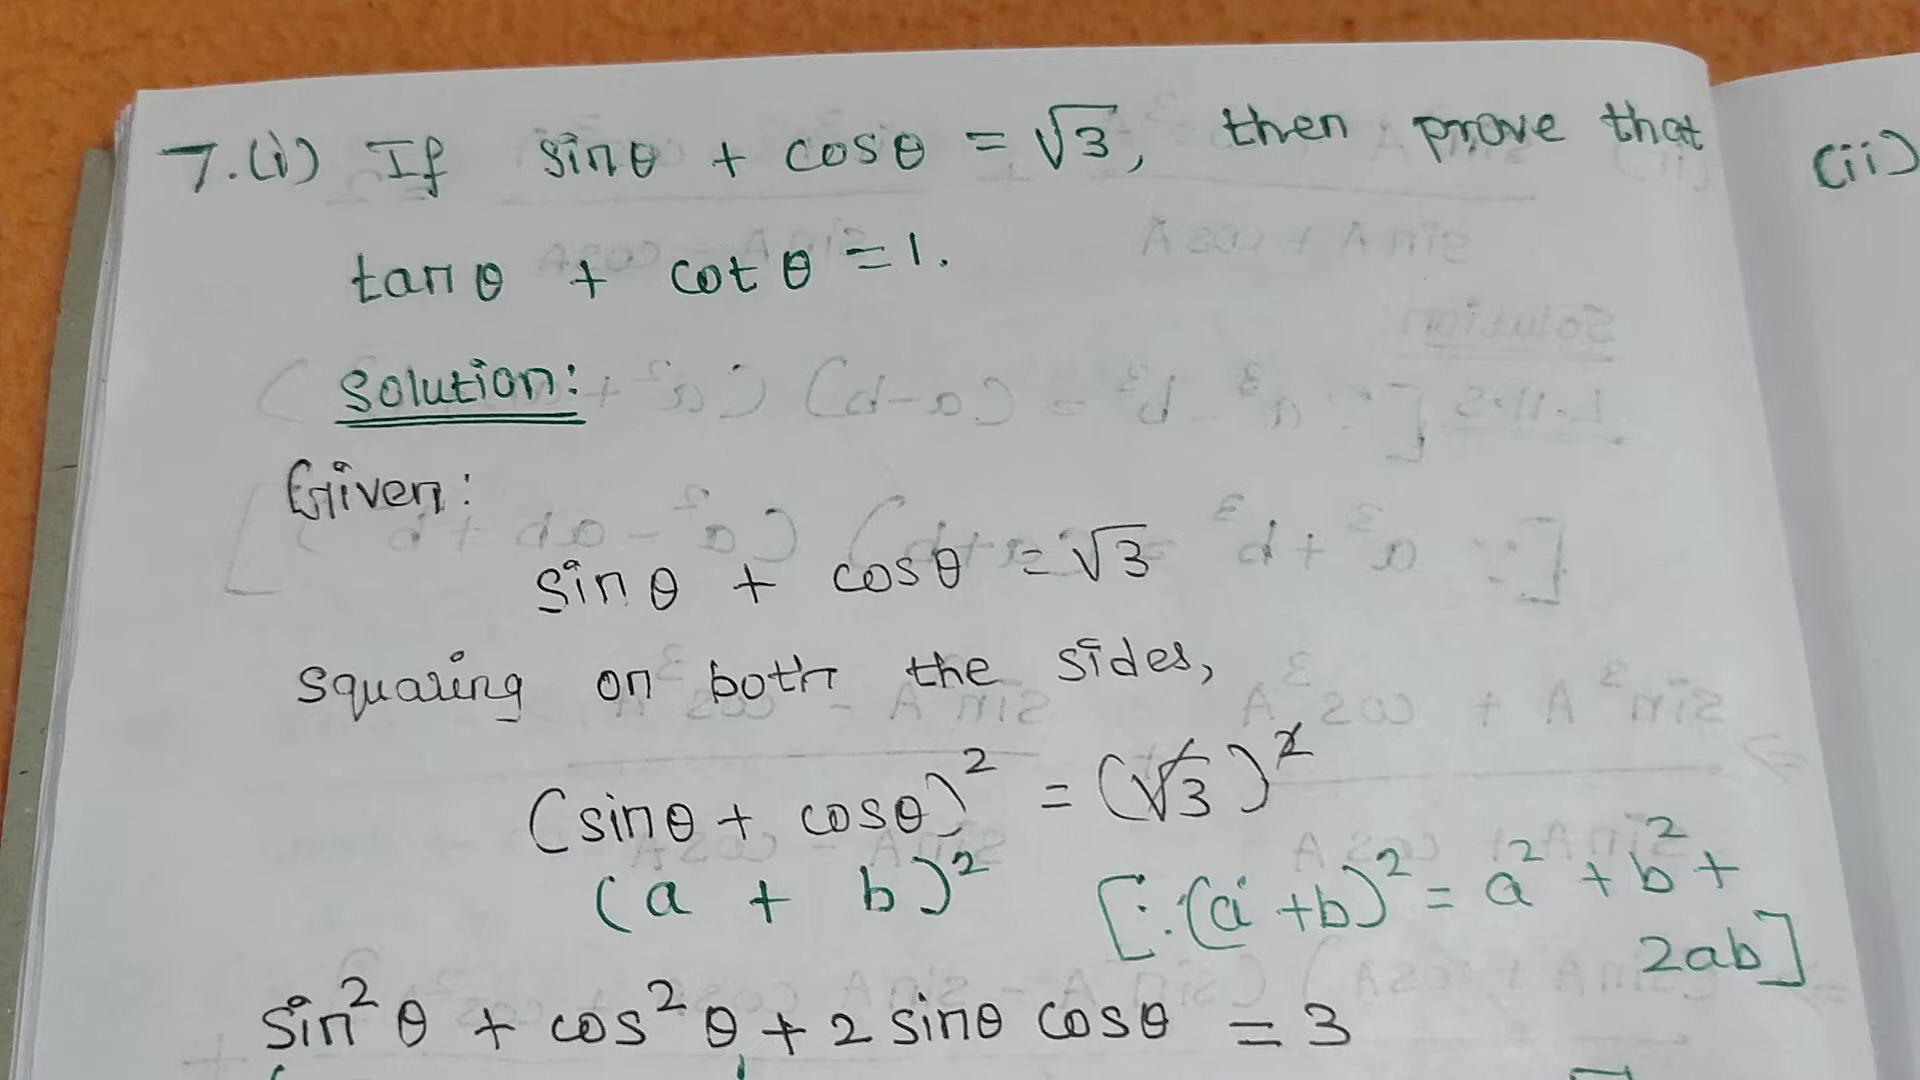 7.(i) If sinθ + cosθ = √3, then prove that
tanθ + cotθ = 1.
Solution:
Given:
sinθ + cosθ = √3
Squaring on both the sides,
(sinθ + cosθ)² = (√3)²
(a + b)² [∵ (a+b)² = a² + b² +
2ab]
sin²θ + cos²θ + 2 sinθ cosθ = 3
(ii)